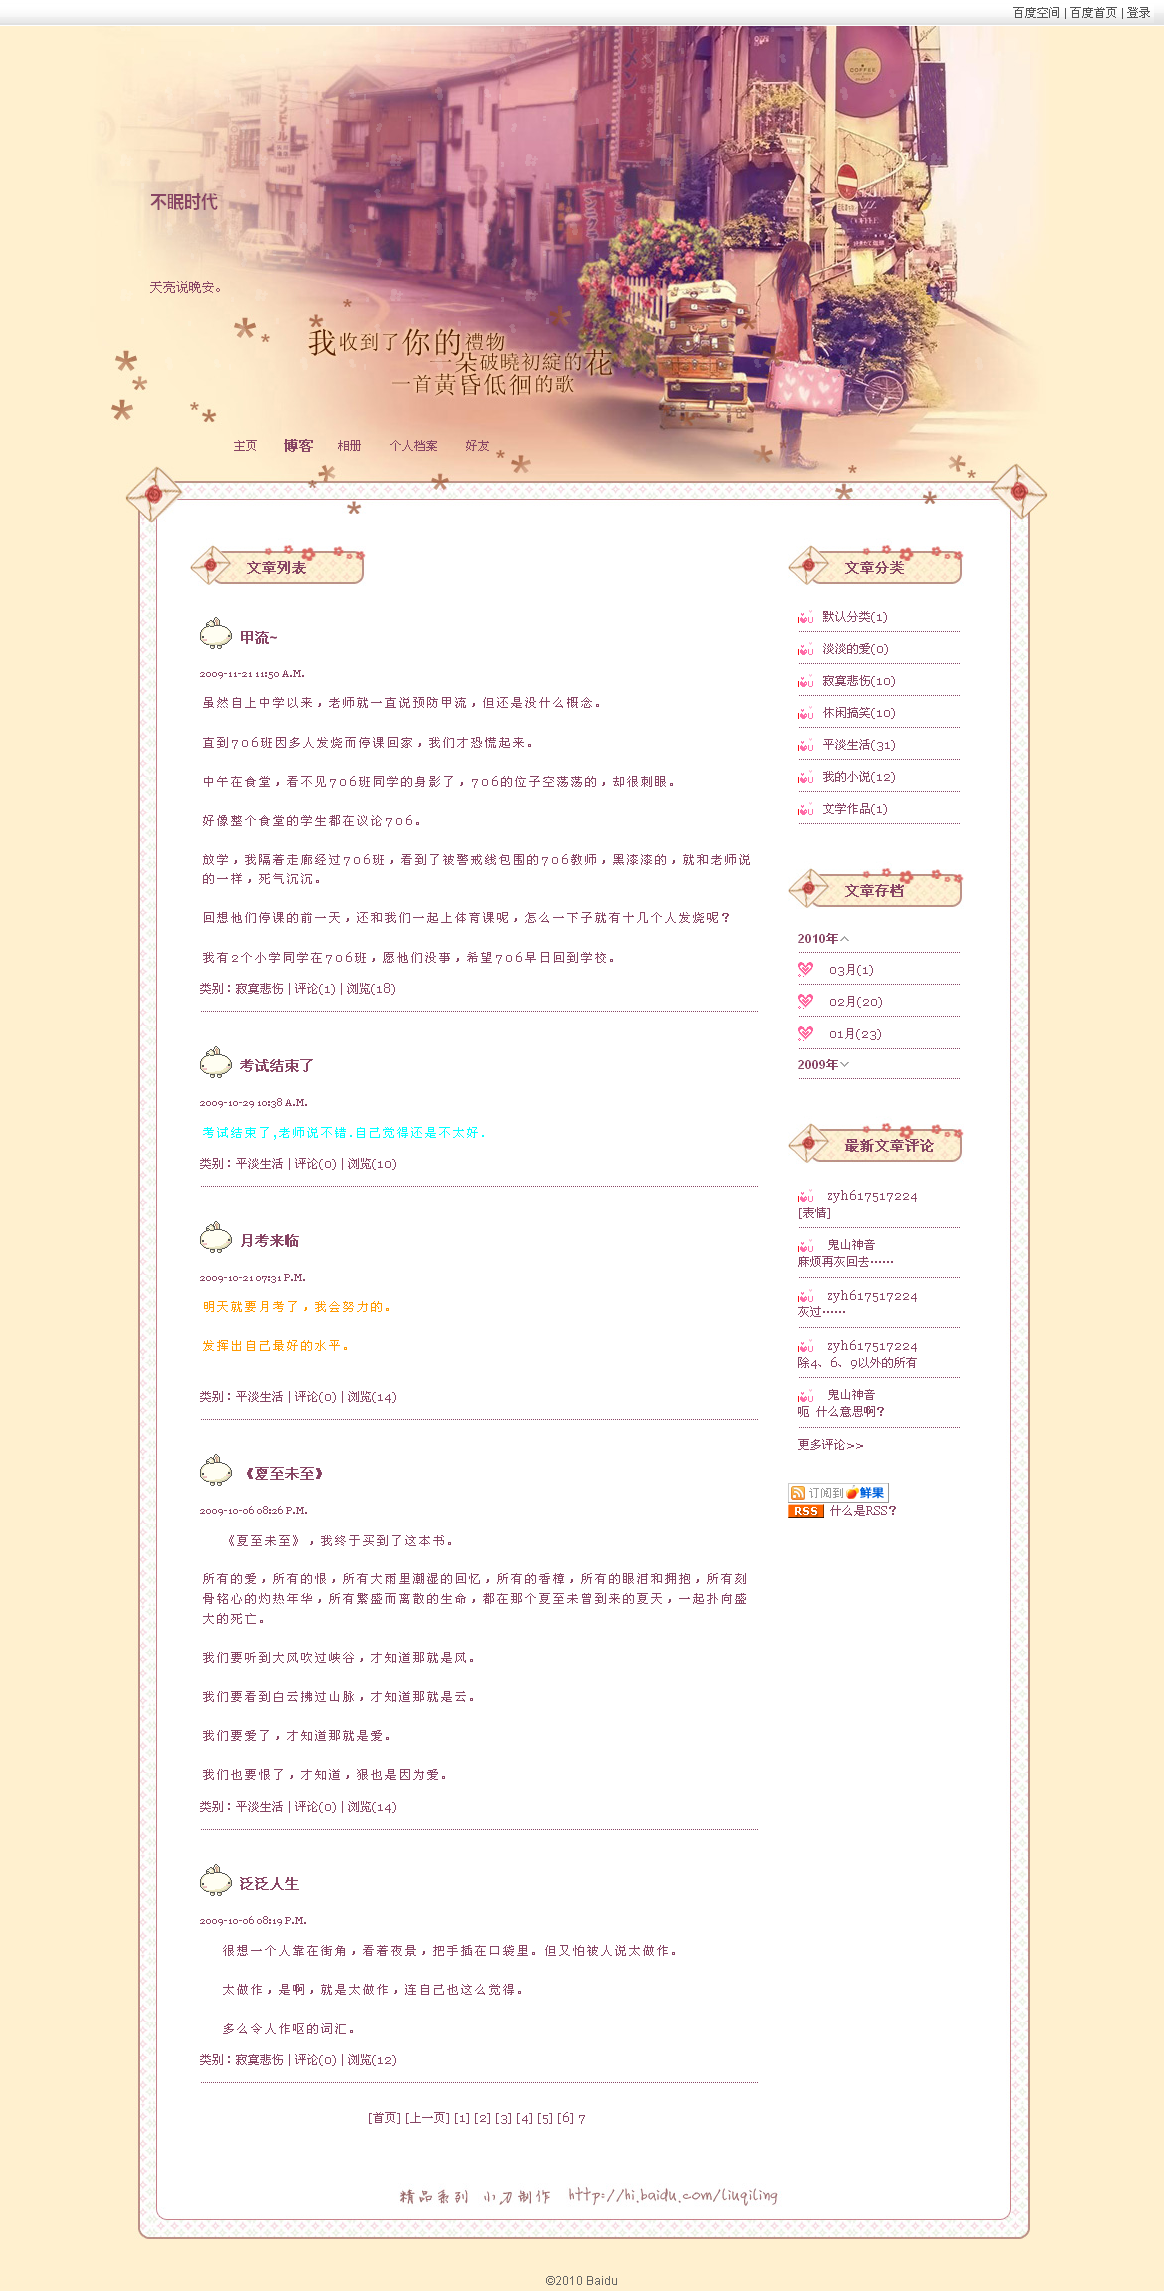 百度空间 | 百度首页 | 登录
COFFEE
不眠时代
天亮说晚安。
我收到了你的禮物
一朵破曉初綻的花
一首黃昏低徊的歌
主页 博客 相册 个人档案 好友
文章列表
甲流~
2009-11-21 11:50 A.M.
虽然自上中学以来，老师就一直说预防甲流，但还是没什么概念。
直到706班因多人发烧而停课回家，我们才恐慌起来。
中午在食堂，看不见706班同学的身影了，706的位子空荡荡的，却很刺眼。
好像整个食堂的学生都在议论706。
放学，我隔着走廊经过706班，看到了被警戒线包围的706教师，黑漆漆的，就和老师说
的一样，死气沉沉。
回想他们停课的前一天，还和我们一起上体育课呢，怎么一下子就有十几个人发烧呢？
我有2个小学同学在706班，愿他们没事，希望706早日回到学校。
类别：寂寞悲伤 | 评论(1) | 浏览(18)
考试结束了
2009-10-29 10:38 A.M.
考试结束了,老师说不错.自己觉得还是不太好.
类别：平淡生活 | 评论(0) | 浏览(10)
月考来临
2009-10-21 07:31 P.M.
明天就要月考了，我会努力的。
发挥出自己最好的水平。
类别：平淡生活 | 评论(0) | 浏览(14)
《夏至未至》
2009-10-06 08:26 P.M.
《夏至未至》，我终于买到了这本书。
所有的爱，所有的恨，所有大雨里潮湿的回忆，所有的香樟，所有的眼泪和拥抱，所有刻
骨铭心的灼热年华，所有繁盛而离散的生命，都在那个夏至未曾到来的夏天，一起扑向盛
大的死亡。
我们要听到大风吹过峡谷，才知道那就是风。
我们要看到白云拂过山脉，才知道那就是云。
我们要爱了，才知道那就是爱。
我们也要恨了，才知道，狠也是因为爱。
类别：平淡生活 | 评论(0) | 浏览(14)
泛泛人生
2009-10-06 08:19 P.M.
很想一个人靠在街角，看着夜景，把手插在口袋里。但又怕被人说太做作。
太做作，是啊，就是太做作，连自己也这么觉得。
多么令人作呕的词汇。
类别：寂寞悲伤 | 评论(0) | 浏览(12)
[首页] [上一页] [1] [2] [3] [4] [5] [6] 7
文章分类
默认分类(1)
淡淡的爱(0)
寂寞悲伤(10)
休闲搞笑(10)
平淡生活(31)
我的小说(12)
文学作品(1)
文章存档
2010年
03月(1)
02月(20)
01月(23)
2009年
最新文章评论
zyh617517224
[表情]
鬼山神音
麻烦再灰回去……
zyh617517224
灰过……
zyh617517224
除4、6、9以外的所有
鬼山神音
呃 什么意思啊？
更多评论>>
订阅到 鲜果
RSS 什么是RSS？
精品系列 小刀制作 http://hi.baidu.com/liuqiling
©2010 Baidu